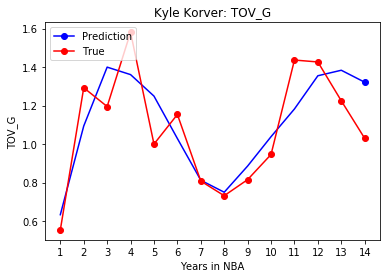 Kyle Korver: TOV_G
Prediction
True
1.6
1.4
1.2
1.0
0.8
0.6
TOV_G
1 2 3 4 5 6 7 8 9 10 11 12 13 14
Years in NBA